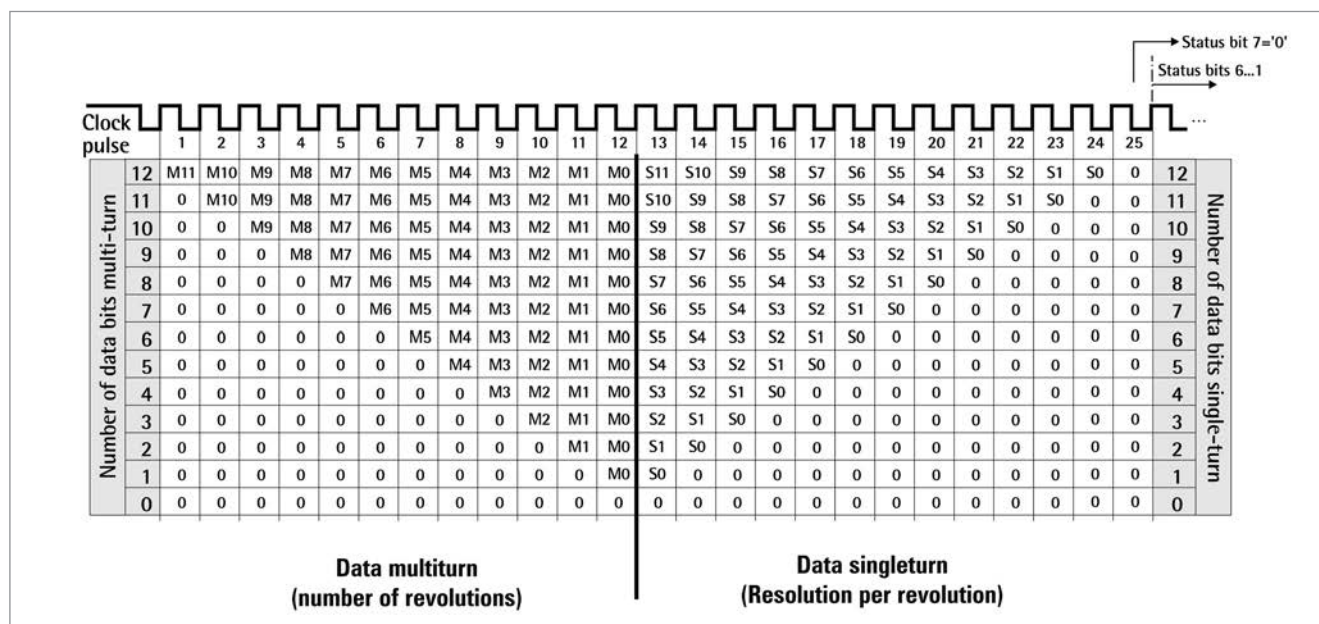 Status bit 7='0'
Status bits 6...1
Clock ...
pulse 1 2 3 4 5 6 7 8 9 10 11 12 13 14 15 16 17 18 19 20 21 22 23 24 25
Number of data bits multi-turn
12 M11 M10 M9 M8 M7 M6 M5 M4 M3 M2 M1 M0 S11 S10 S9 S8 S7 S6 S5 S4 S3 S2 S1 S0 0 12
11 0 M10 M9 M8 M7 M6 M5 M4 M3 M2 M1 M0 S10 S9 S8 S7 S6 S5 S4 S3 S2 S1 S0 0 0 11
10 0 0 M9 M8 M7 M6 M5 M4 M3 M2 M1 M0 S9 S8 S7 S6 S5 S4 S3 S2 S1 S0 0 0 0 10
9 0 0 0 M8 M7 M6 M5 M4 M3 M2 M1 M0 S8 S7 S6 S5 S4 S3 S2 S1 S0 0 0 0 0 9
8 0 0 0 0 M7 M6 M5 M4 M3 M2 M1 M0 S7 S6 S5 S4 S3 S2 S1 S0 0 0 0 0 0 8
7 0 0 0 0 0 M6 M5 M4 M3 M2 M1 M0 S6 S5 S4 S3 S2 S1 S0 0 0 0 0 0 0 7
6 0 0 0 0 0 0 M5 M4 M3 M2 M1 M0 S5 S4 S3 S2 S1 S0 0 0 0 0 0 0 0 6
5 0 0 0 0 0 0 0 M4 M3 M2 M1 M0 S4 S3 S2 S1 S0 0 0 0 0 0 0 0 0 5
4 0 0 0 0 0 0 0 0 M3 M2 M1 M0 S3 S2 S1 S0 0 0 0 0 0 0 0 0 0 4
3 0 0 0 0 0 0 0 0 0 M2 M1 M0 S2 S1 S0 0 0 0 0 0 0 0 0 0 0 3
2 0 0 0 0 0 0 0 0 0 0 M1 M0 S1 S0 0 0 0 0 0 0 0 0 0 0 0 2
1 0 0 0 0 0 0 0 0 0 0 0 M0 S0 0 0 0 0 0 0 0 0 0 0 0 0 1
0 0 0 0 0 0 0 0 0 0 0 0 0 0 0 0 0 0 0 0 0 0 0 0 0 0 0
Number of data bits single-turn
Data multiturn
(number of revolutions)
Data singleturn
(Resolution per revolution)